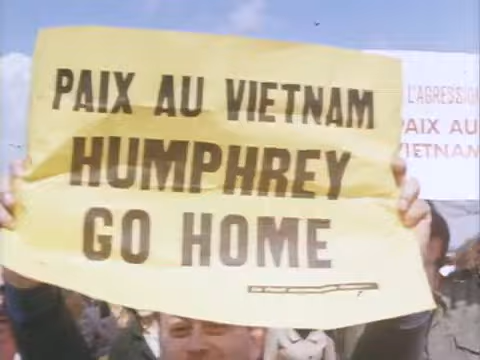 PAIX AU VIETNAM
HUMPHREY
GO HOME
L'AGRESSION
PAIX AU
VIETNAM